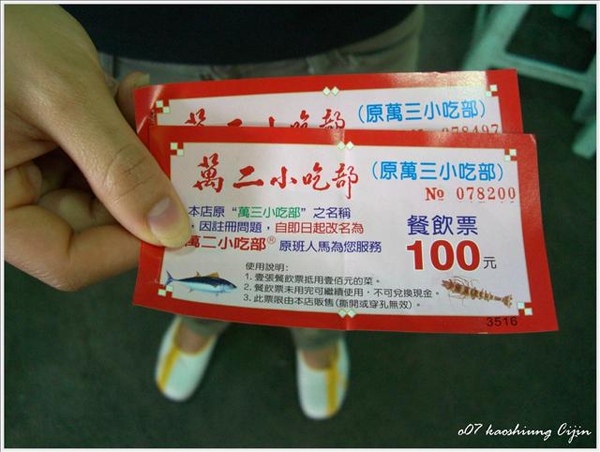 萬二小吃部 (原萬三小吃部)
078497
萬二小吃部 (原萬三小吃部)
No 078200
本店原“萬三小吃部”之名稱
，因註冊問題，自即日起改名為
萬二小吃部® 原班人馬為您服務
餐飲票
100元
使用說明：
1. 壹張餐飲票抵用壹佰元的菜。
2. 餐飲票未用完可繼續使用，不可兌換現金。
3. 此票限由本店販售(撕開或穿孔無效)。
3516
o07 kaoshiung Cijin